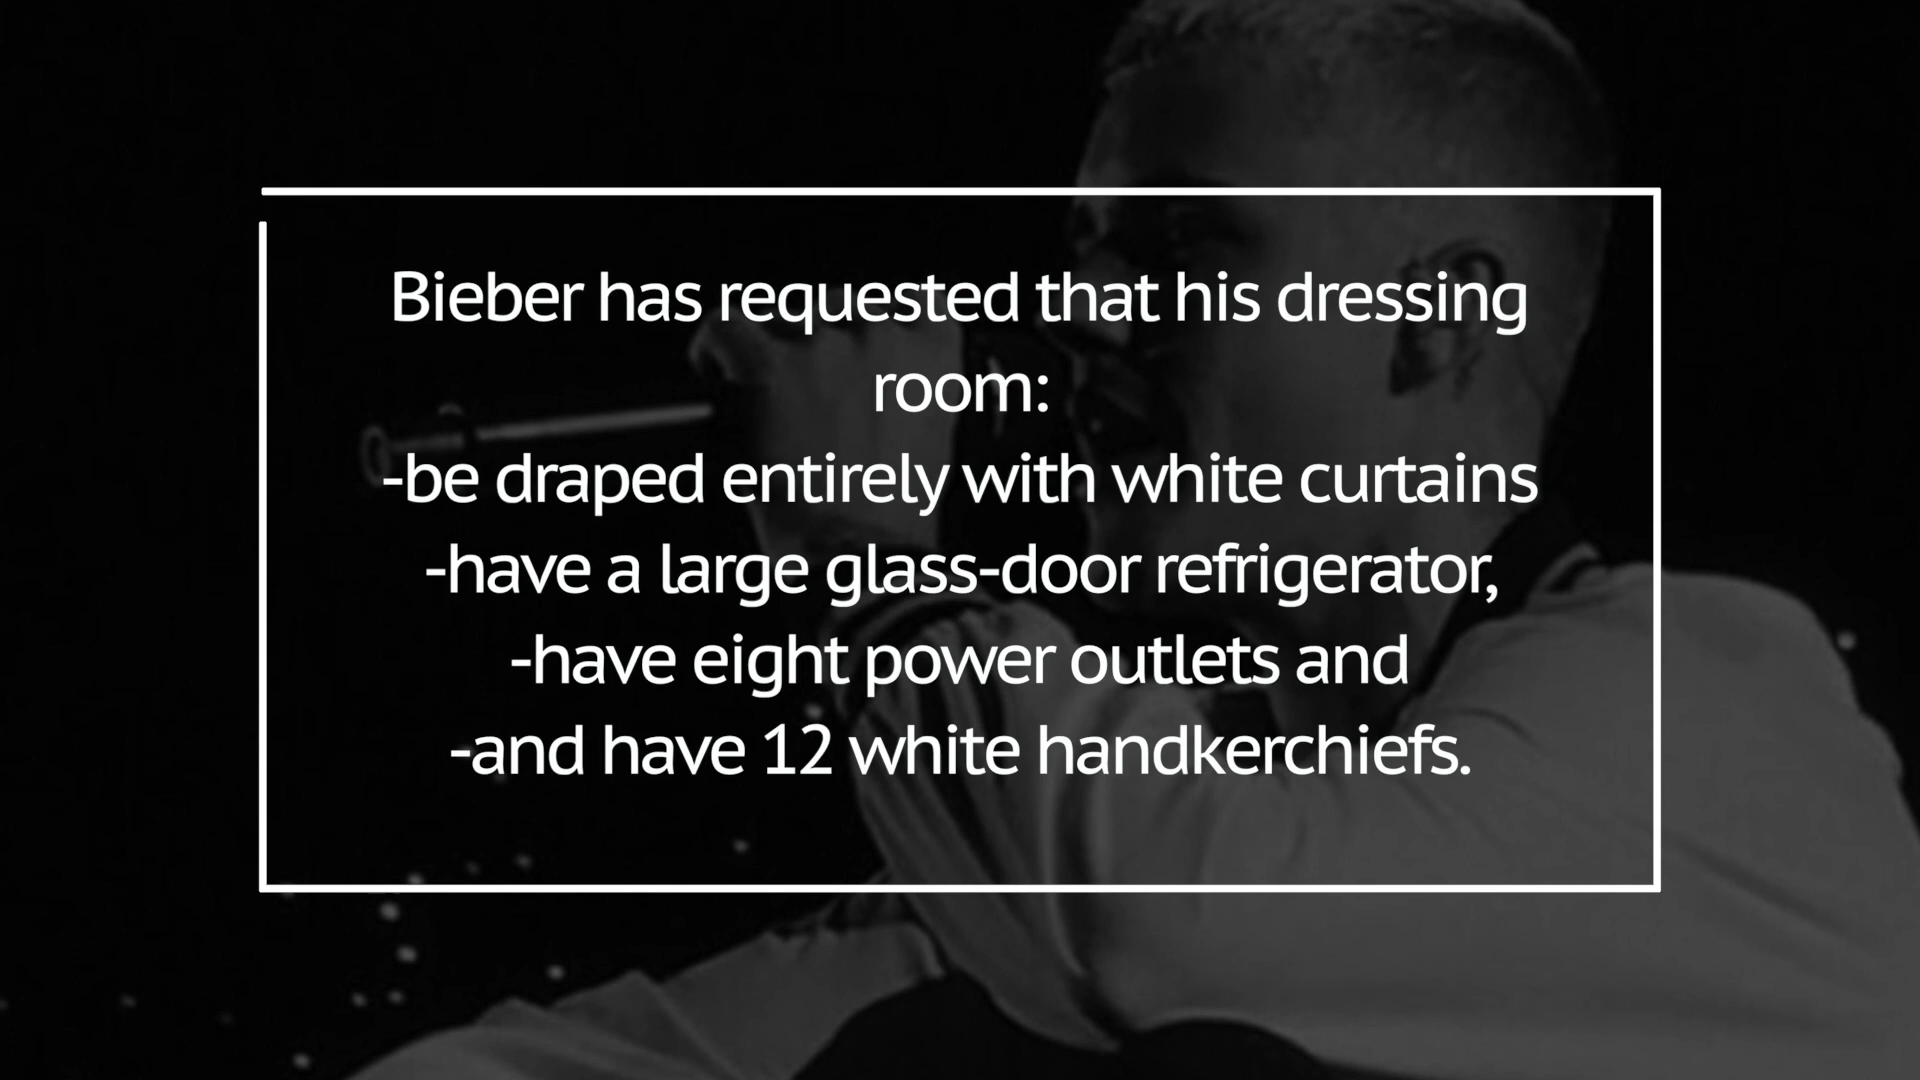 Bieber has requested that his dressing
room:
-be draped entirely with white curtains
-have a large glass-door refrigerator,
-have eight power outlets and
-and have 12 white handkerchiefs.